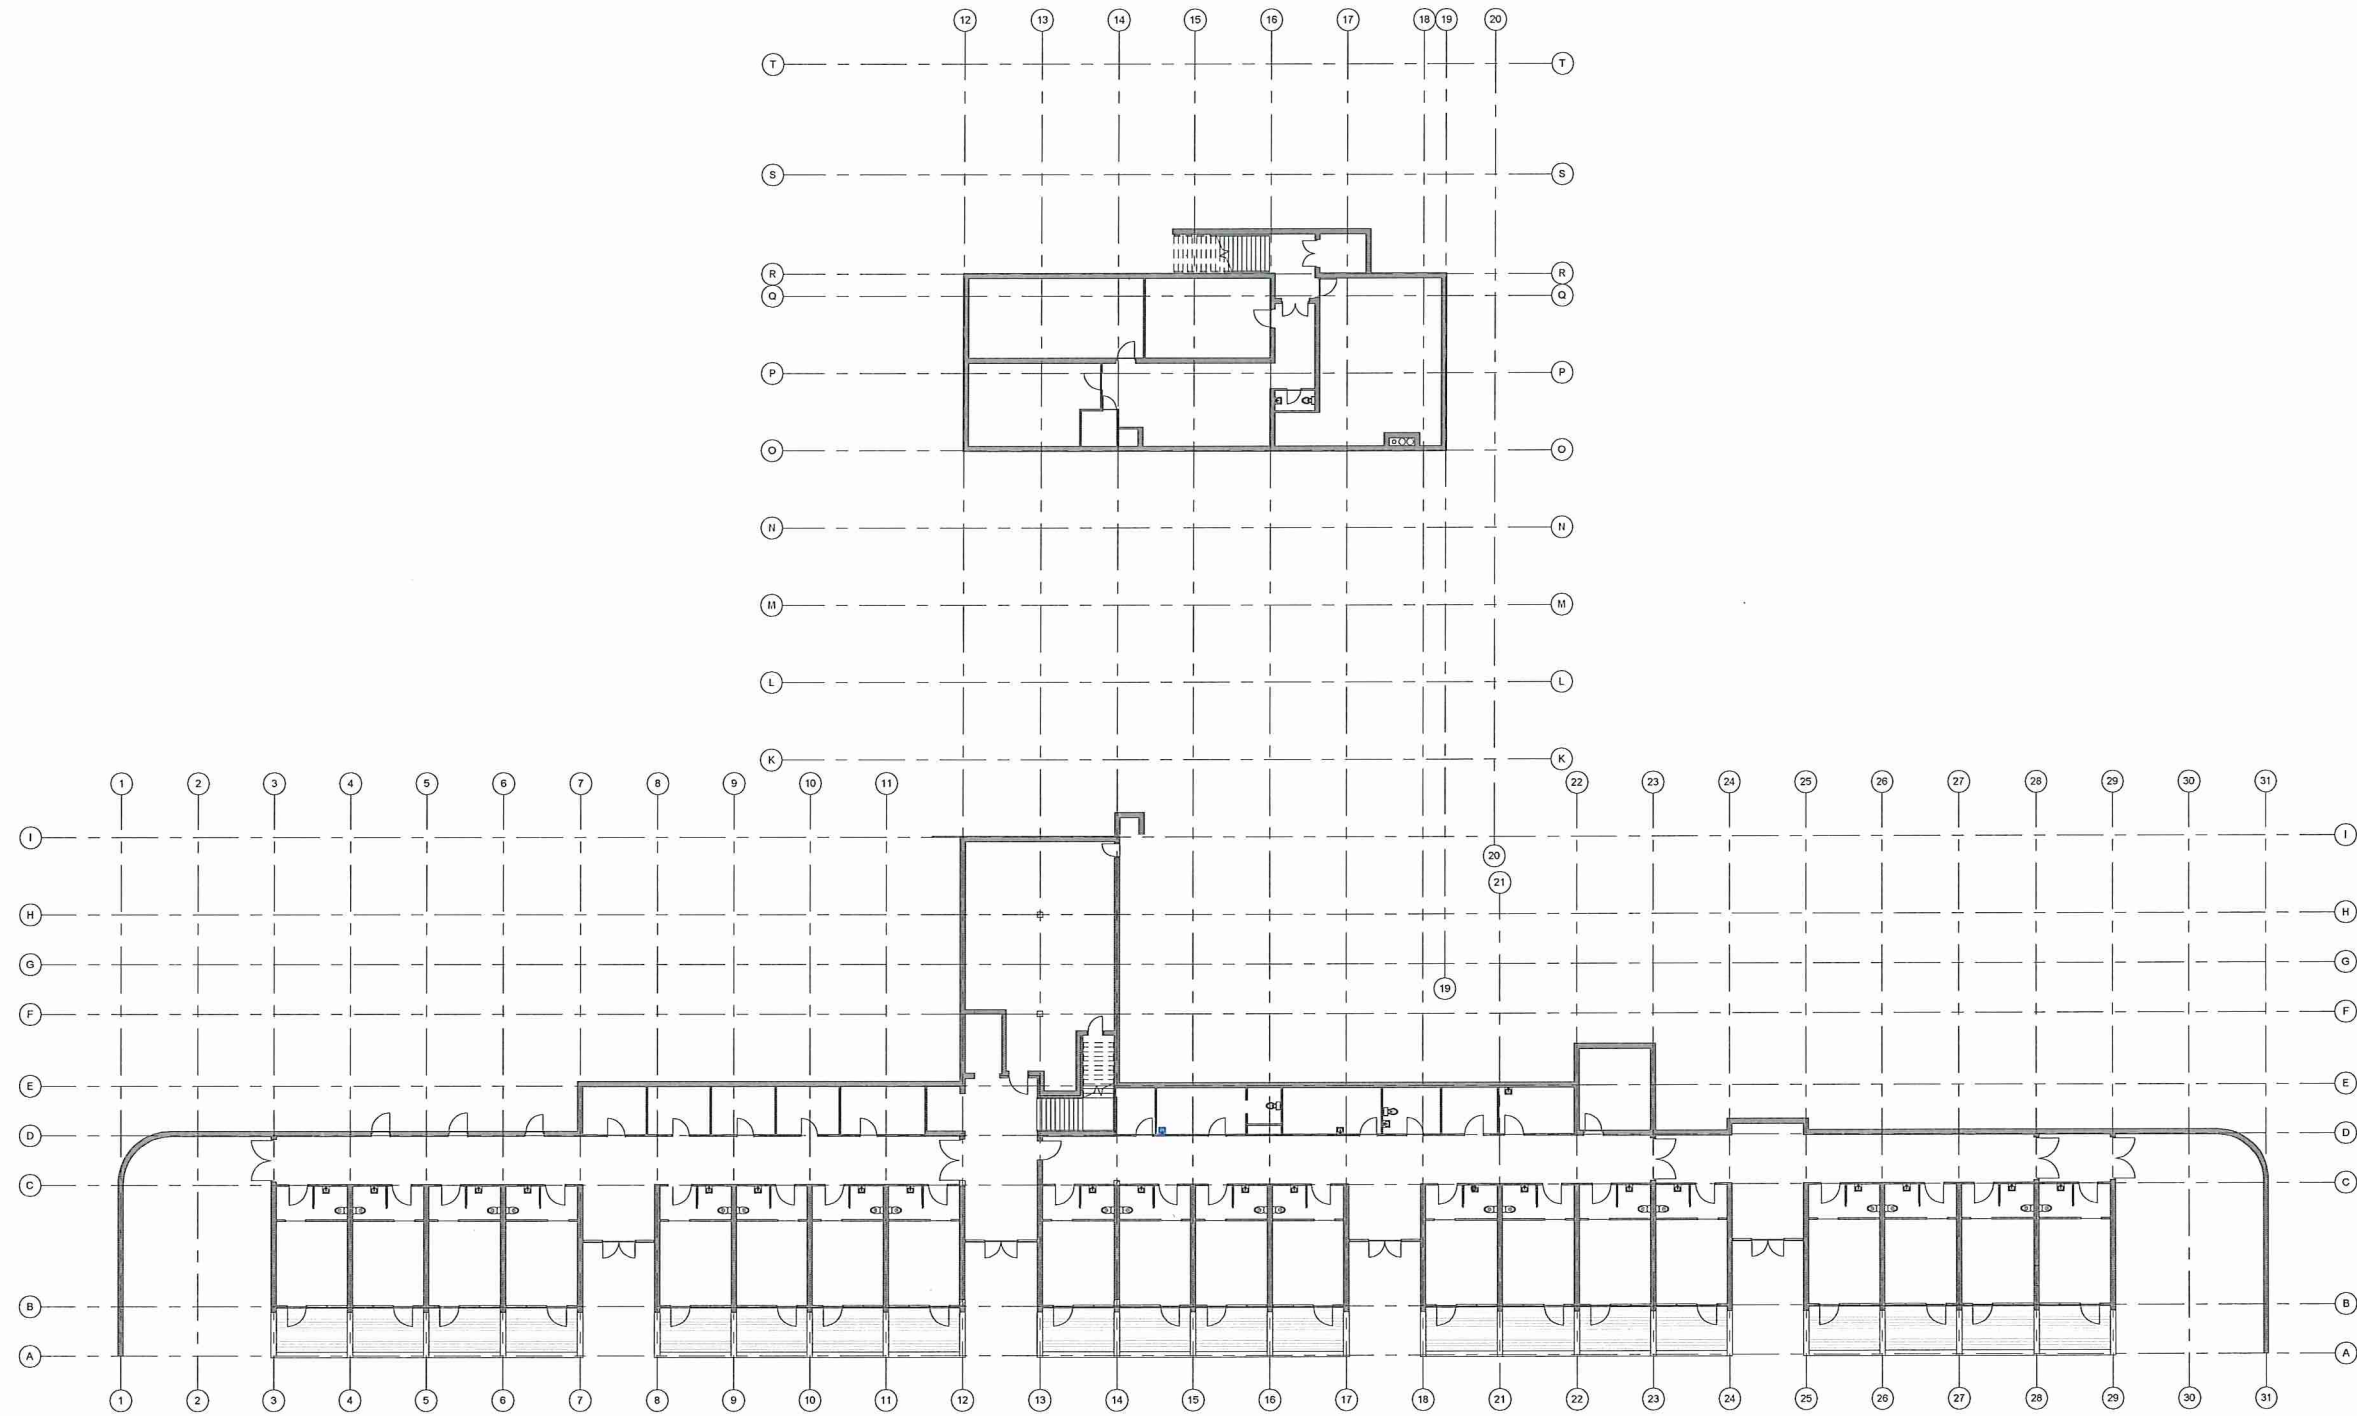 12 13 14 15 16 17 18 19 20
T T
S S
R R
Q Q
P P
O O
N N
M M
L L
K K
1 2 3 4 5 6 7 8 9 10 11 22 23 24 25 26 27 28 29 30 31
I I
20
21
H H
G G
19
F F
E E
D D
C C
B B
A A
1 2 3 4 5 6 7 8 9 10 11 12 13 14 15 16 17 18 21 22 23 24 25 26 27 28 29 30 31